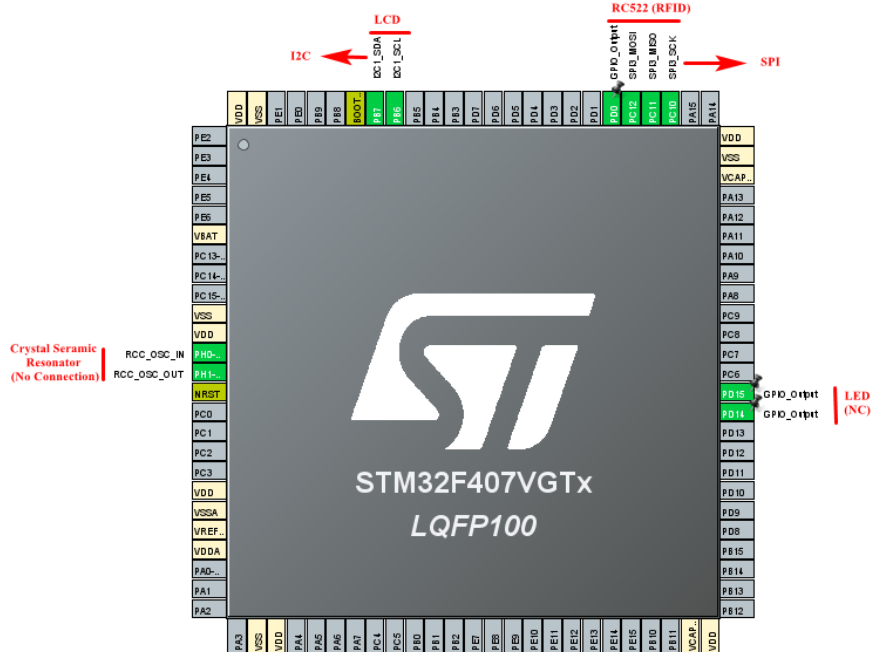 RC522 (RFID)
LCD
I2C
I2C1_SDA
I2C1_SCL
GPIO_Output
SPI3_MOSI
SPI3_MISO
SPI3_SCK
SPI
VDD
VSS
PE1
PE0
PB9
PB8
BOOT..
PB7
PB6
PB5
PB4
PB3
PD7
PD6
PD5
PD4
PD3
PD2
PD1
PD0
PC12
PC11
PC10
PA15
PA14
PE2
PE3
PE4
PE5
PE6
VBAT
PC13-..
PC14-..
PC15-..
VSS
VDD
Crystal Seramic
Resonator
(No Connection)
RCC_OSC_IN
PH0-..
RCC_OSC_OUT
PH1-..
NRST
PC0
PC1
PC2
PC3
VDD
VSSA
VREF..
VDDA
PA0-..
PA1
PA2
STM32F407VGTx
LQFP100
VDD
VSS
VCAP..
PA13
PA12
PA11
PA10
PA9
PA8
PC9
PC8
PC7
PC6
PD15
GPIO_Output
PD14
GPIO_Output
LED
(NC)
PD13
PD12
PD11
PD10
PD9
PD8
PB15
PB14
PB13
PB12
PA3
VSS
VDD
PA4
PA5
PA6
PA7
PC4
PC5
PB0
PB1
PB2
PE7
PE8
PE9
PE10
PE11
PE12
PE13
PE14
PE15
PB10
PB11
VCAP..
VDD